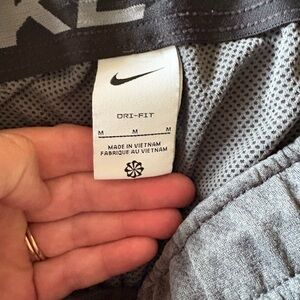 DRI-FIT
M M M
MADE IN VIETNAM
FABRIQUÉ AU VIETNAM